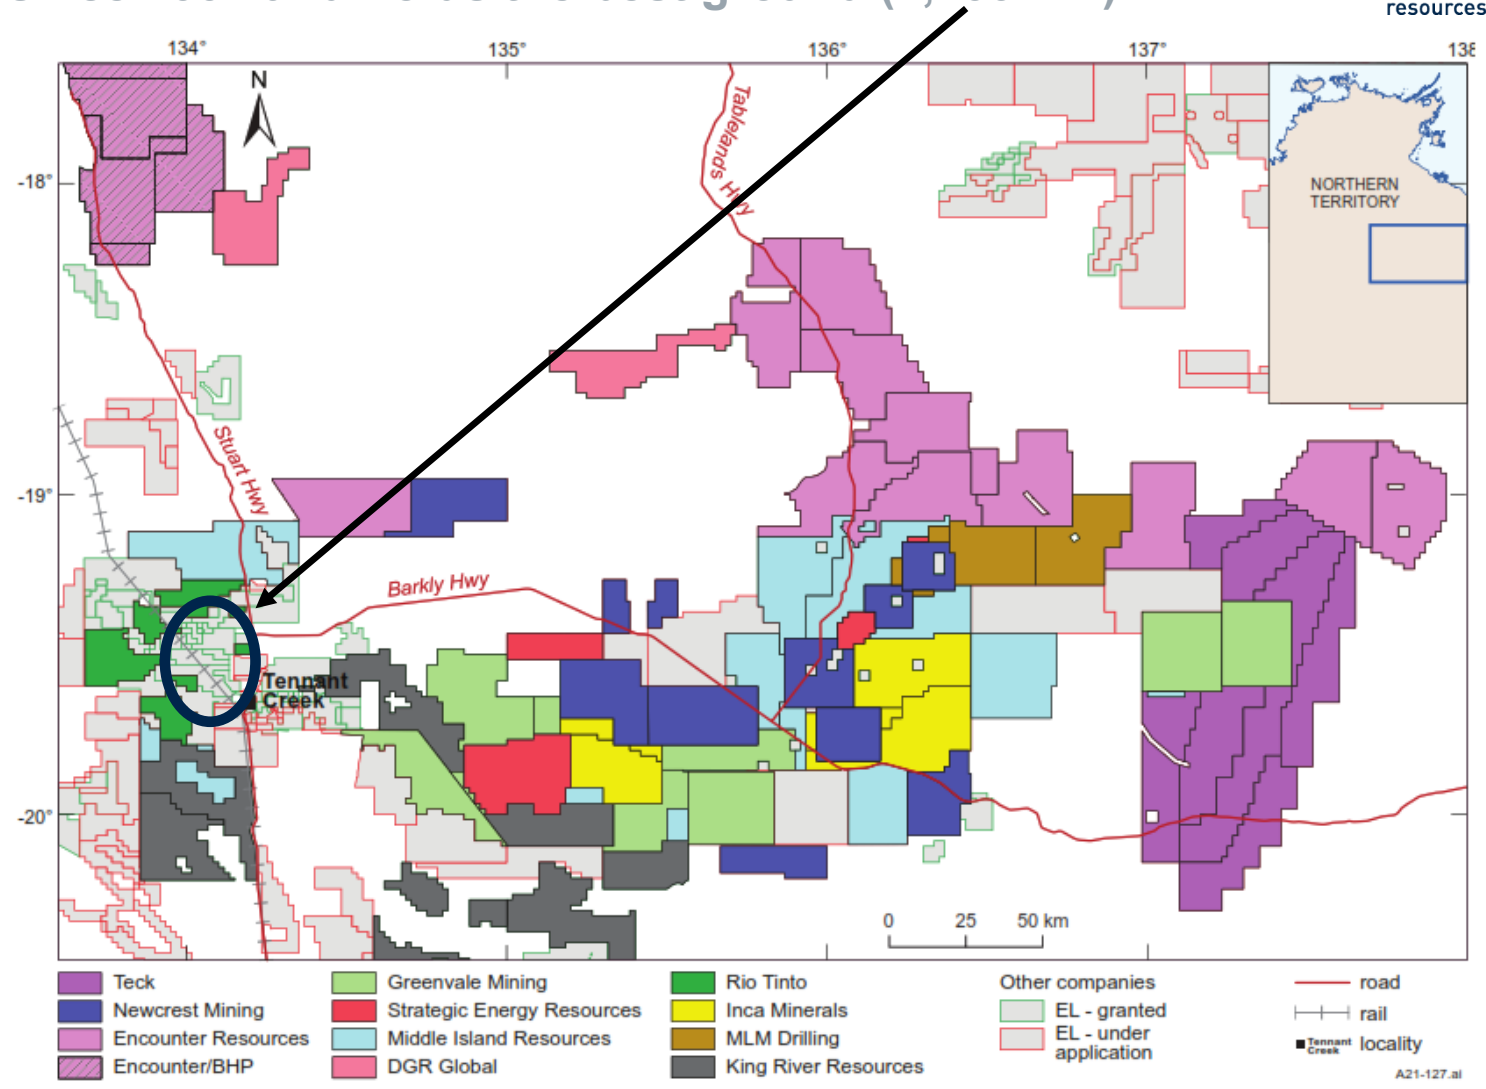 resources
134°
135°
136°
137°
138
N
-18°
-19°
-20°
Tablelands Hwy
NORTHERN
TERRITORY
Stuart Hwy
Barkly Hwy
Tennant
Creek
0 25 50 km
Teck
Newcrest Mining
Encounter Resources
Encounter/BHP
Greenvale Mining
Strategic Energy Resources
Middle Island Resources
DGR Global
Rio Tinto
Inca Minerals
MLM Drilling
King River Resources
Other companies
EL - granted
EL - under
application
road
rail
Tennant
Creek
locality
A21-127.ai